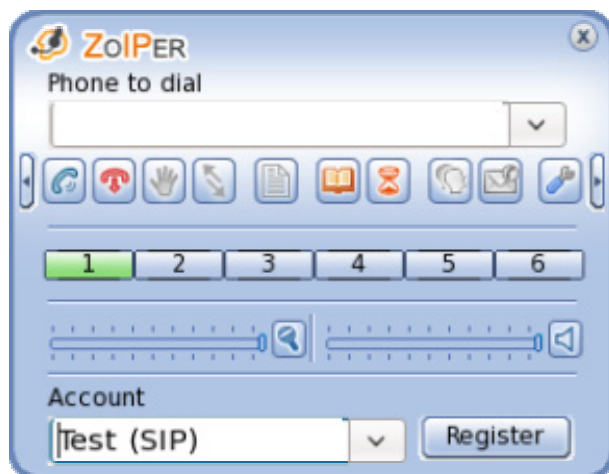 ZOIPER
Phone to dial
1 2 3 4 5 6
Account
Test (SIP)
Register